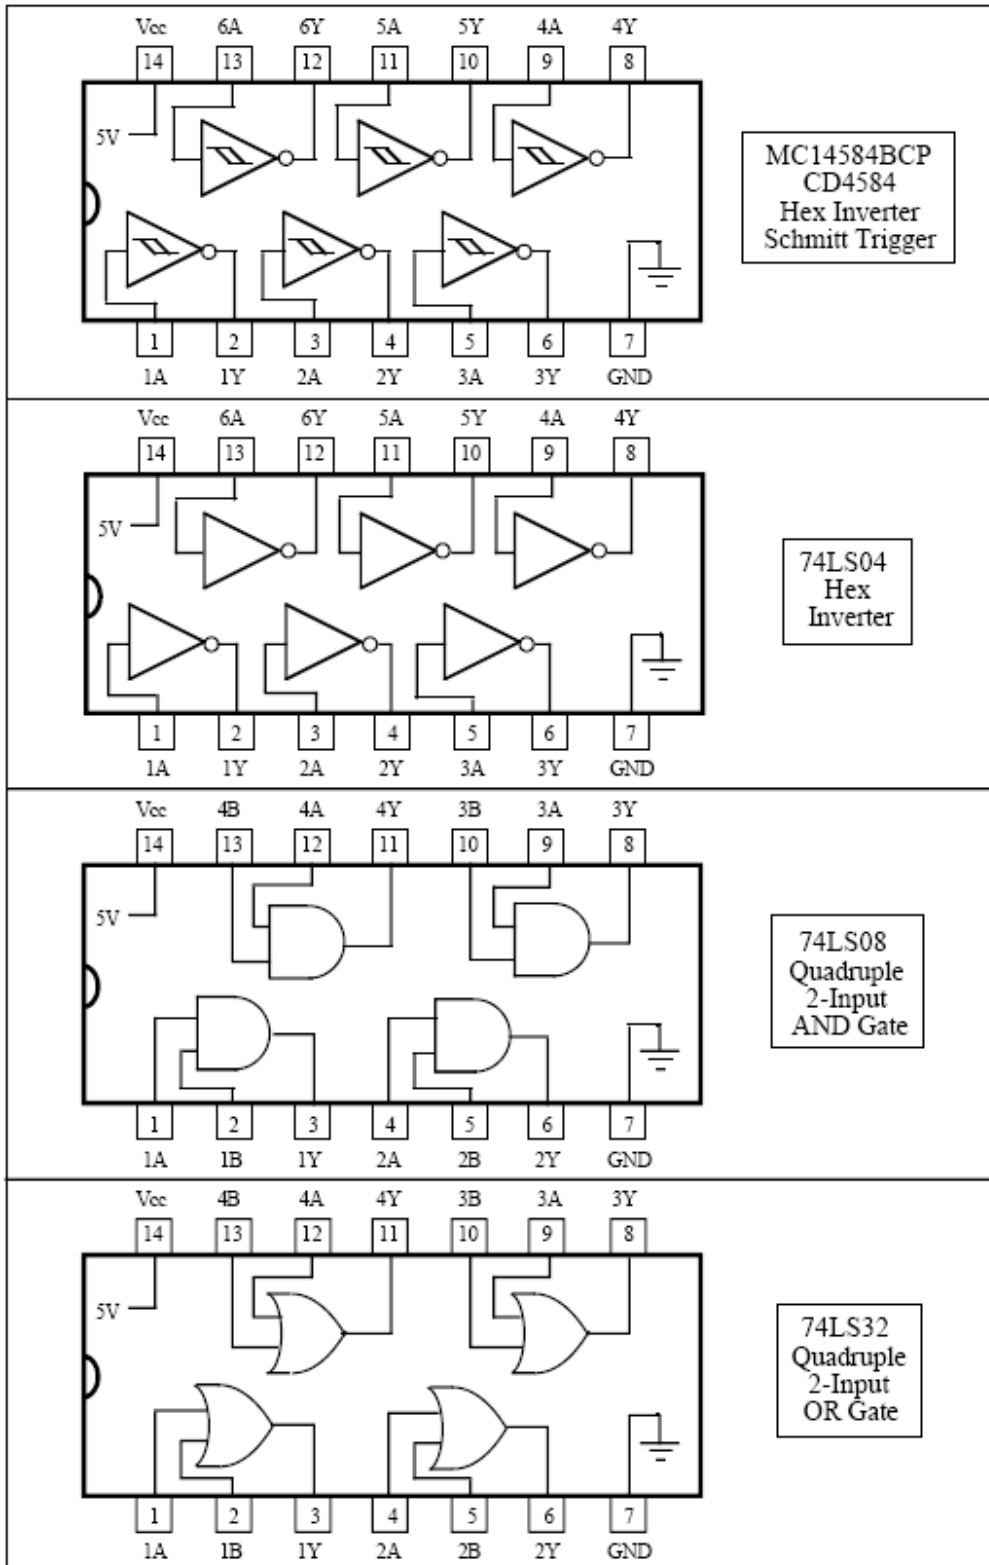 Vcc 6A 6Y 5A 5Y 4A 4Y
14 13 12 11 10 9 8
5V
1 2 3 4 5 6 7
1A 1Y 2A 2Y 3A 3Y GND
MC14584BCP
CD4584
Hex Inverter
Schmitt Trigger
Vcc 6A 6Y 5A 5Y 4A 4Y
14 13 12 11 10 9 8
5V
1 2 3 4 5 6 7
1A 1Y 2A 2Y 3A 3Y GND
74LS04
Hex
Inverter
Vcc 4B 4A 4Y 3B 3A 3Y
14 13 12 11 10 9 8
5V
1 2 3 4 5 6 7
1A 1B 1Y 2A 2B 2Y GND
74LS08
Quadruple
2-Input
AND Gate
Vcc 4B 4A 4Y 3B 3A 3Y
14 13 12 11 10 9 8
5V
1 2 3 4 5 6 7
1A 1B 1Y 2A 2B 2Y GND
74LS32
Quadruple
2-Input
OR Gate